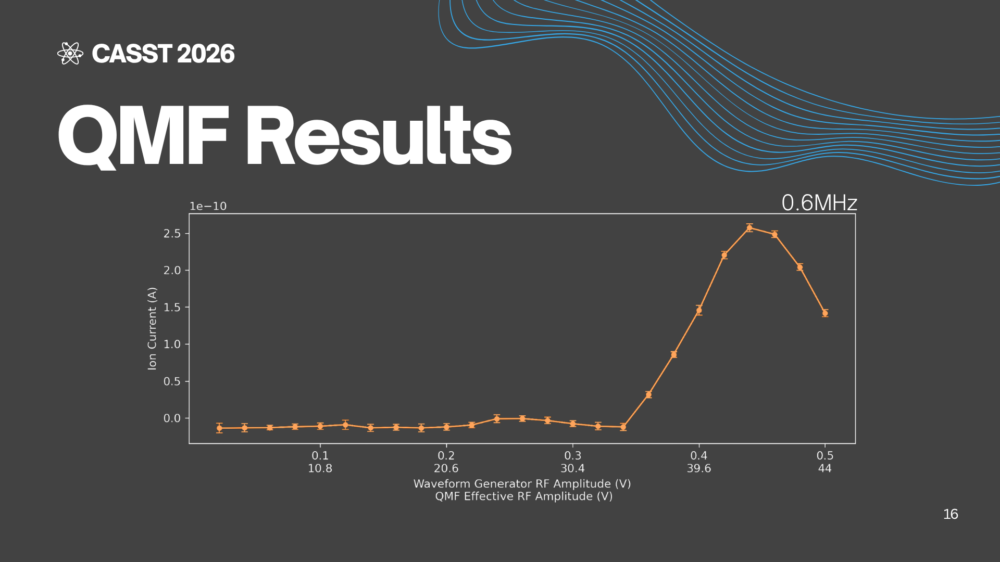 CASST 2026
QMF Results
0.6MHz
1e−10
2.5
2.0
1.5
1.0
0.5
0.0
Ion Current (A)
0.1 0.2 0.3 0.4 0.5
10.8 20.6 30.4 39.6 44
Waveform Generator RF Amplitude (V)
QMF Effective RF Amplitude (V)
16